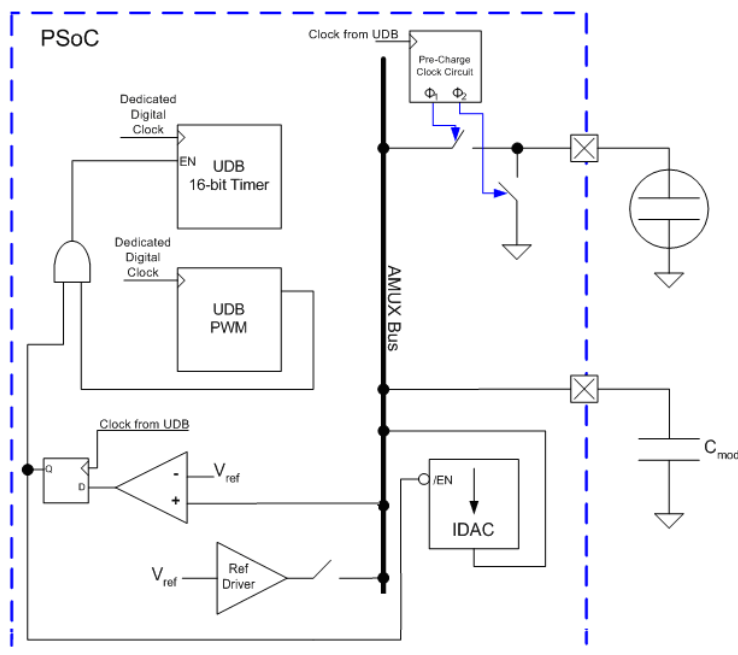 PSoC
Clock from UDB
Pre-Charge
Clock Circuit
Φ1 Φ2
Dedicated
Digital
Clock
EN
UDB
16-bit Timer
Dedicated
Digital
Clock
UDB
PWM
AMUX Bus
Clock from UDB
Q
D
-
+
Vref
/EN
IDAC
Cmod
Vref
Ref
Driver